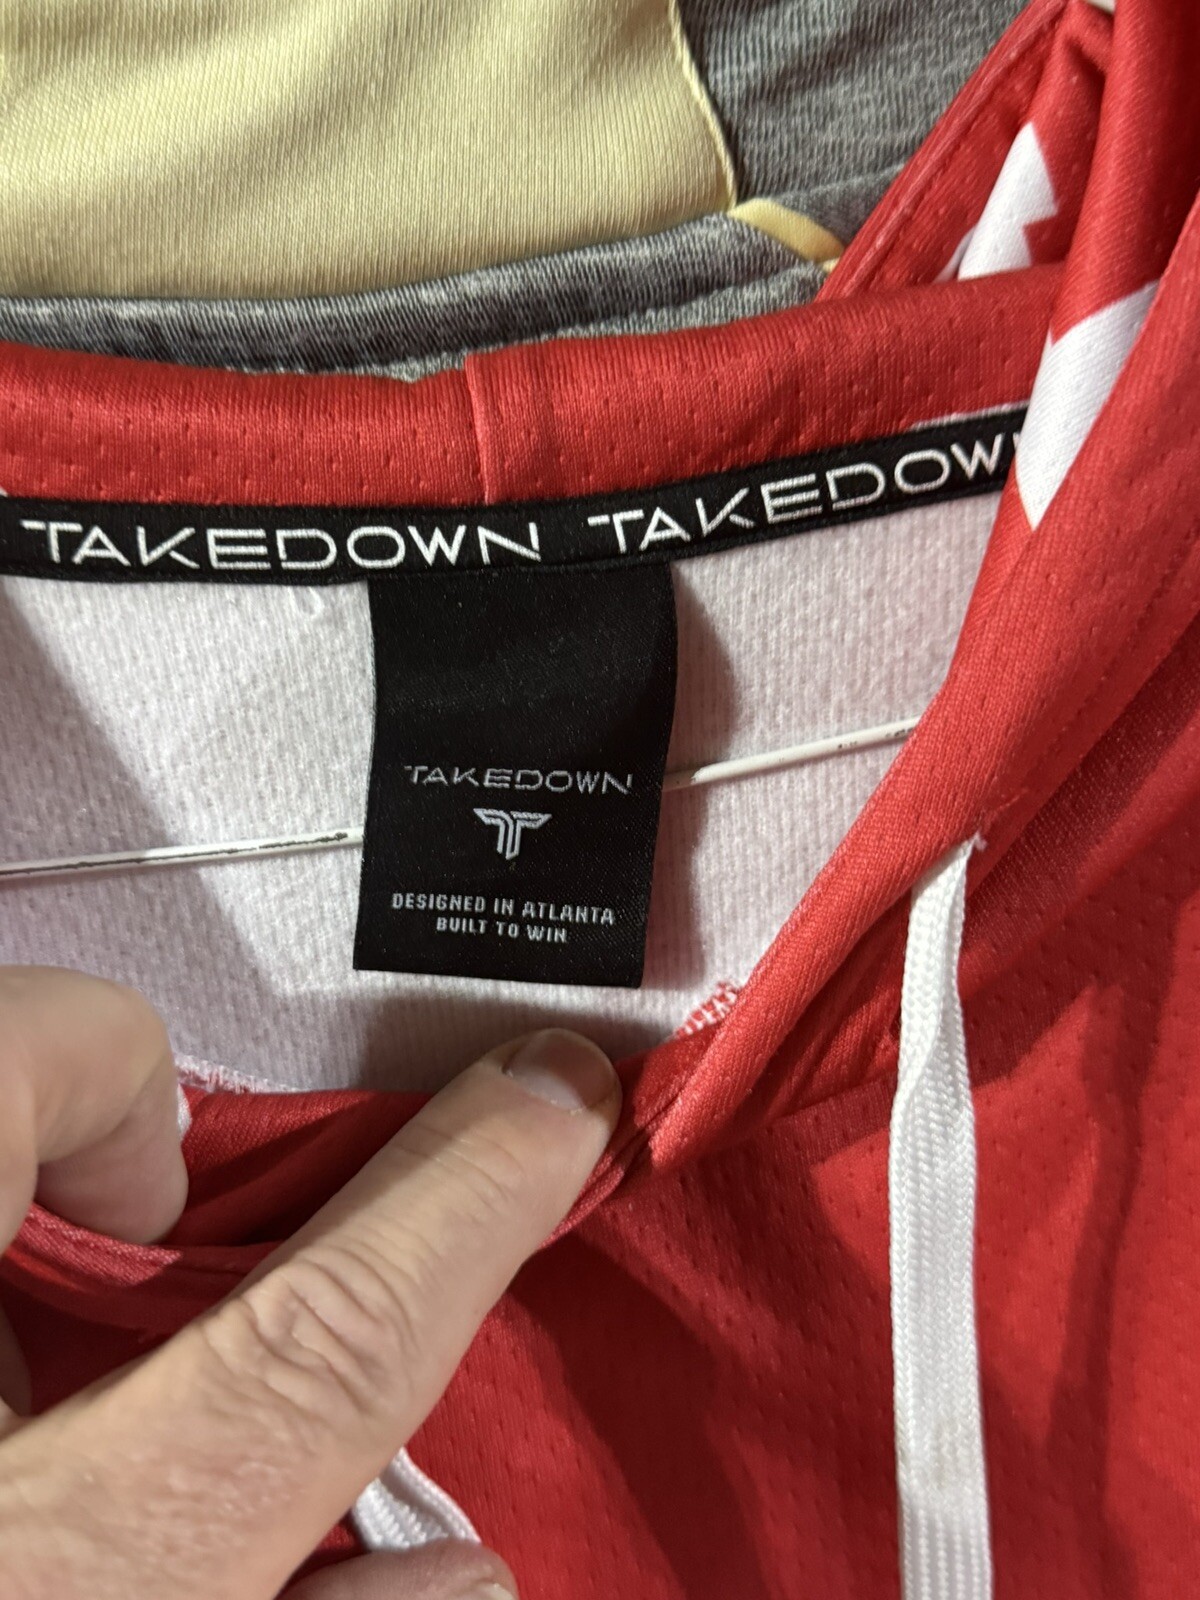 TAKEDOWN TAKEDOWN
TAKEDOWN
DESIGNED IN ATLANTA
BUILT TO WIN